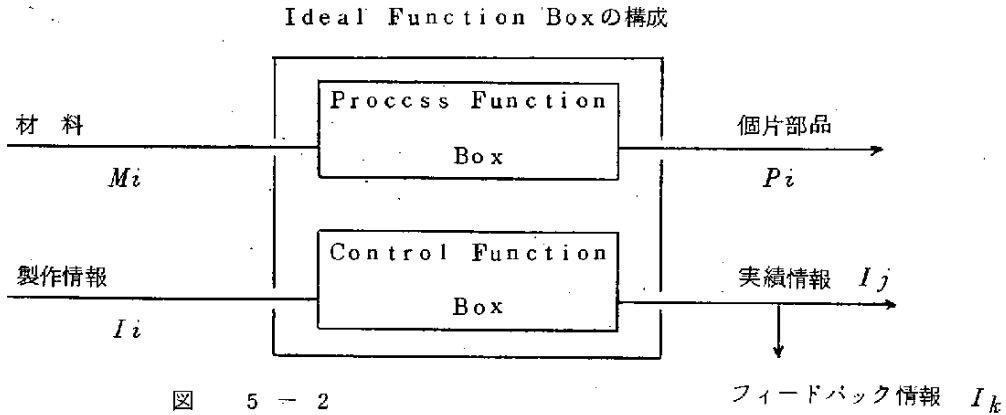 Ideal Function Boxの構成
Proccss Function
Box
材料
Mi
個片部品
Pi
Control Function
Box
製作情報
Ii
実績情報 Ij
フィードバック情報 Ik
図 5-2